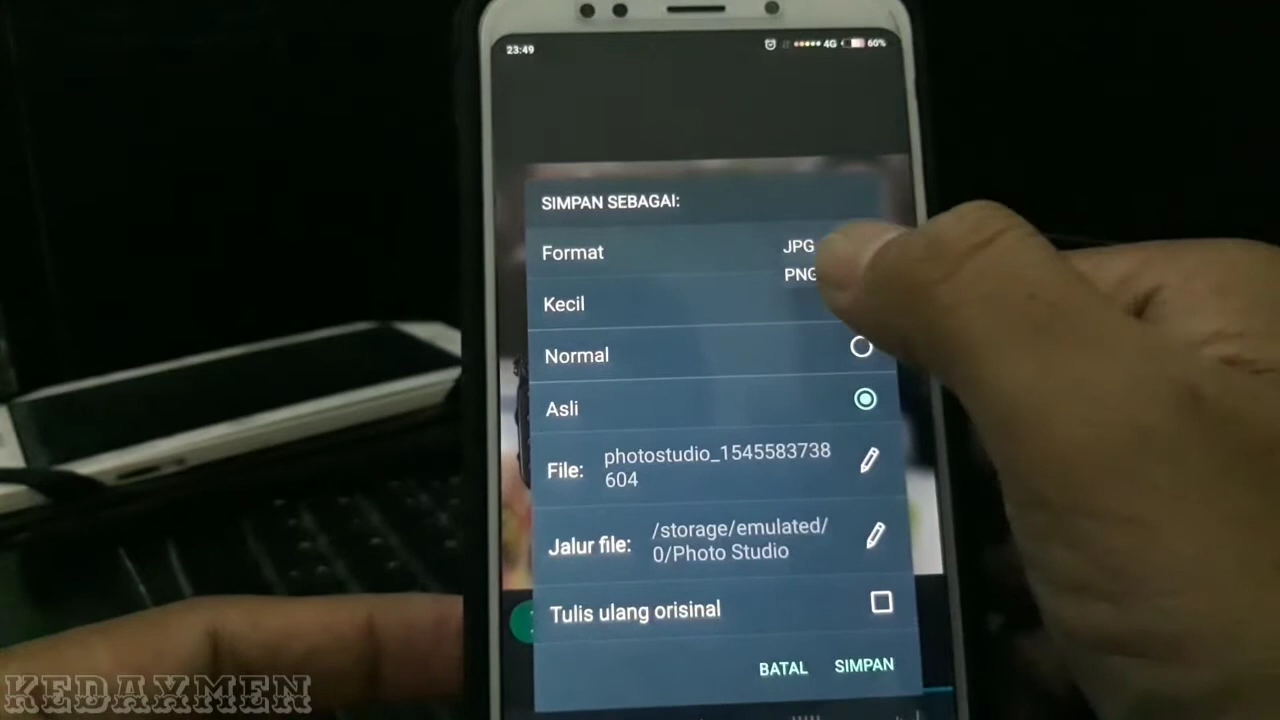 23:49
4G 60%
SIMPAN SEBAGAI:
Format
JPG
PNG
Kecil
Normal
Asli
File: photostudio_1545583738
604
Jalur file: /storage/emulated/
0/Photo Studio
Tulis ulang orisinal
BATAL SIMPAN
KEDAXMEN